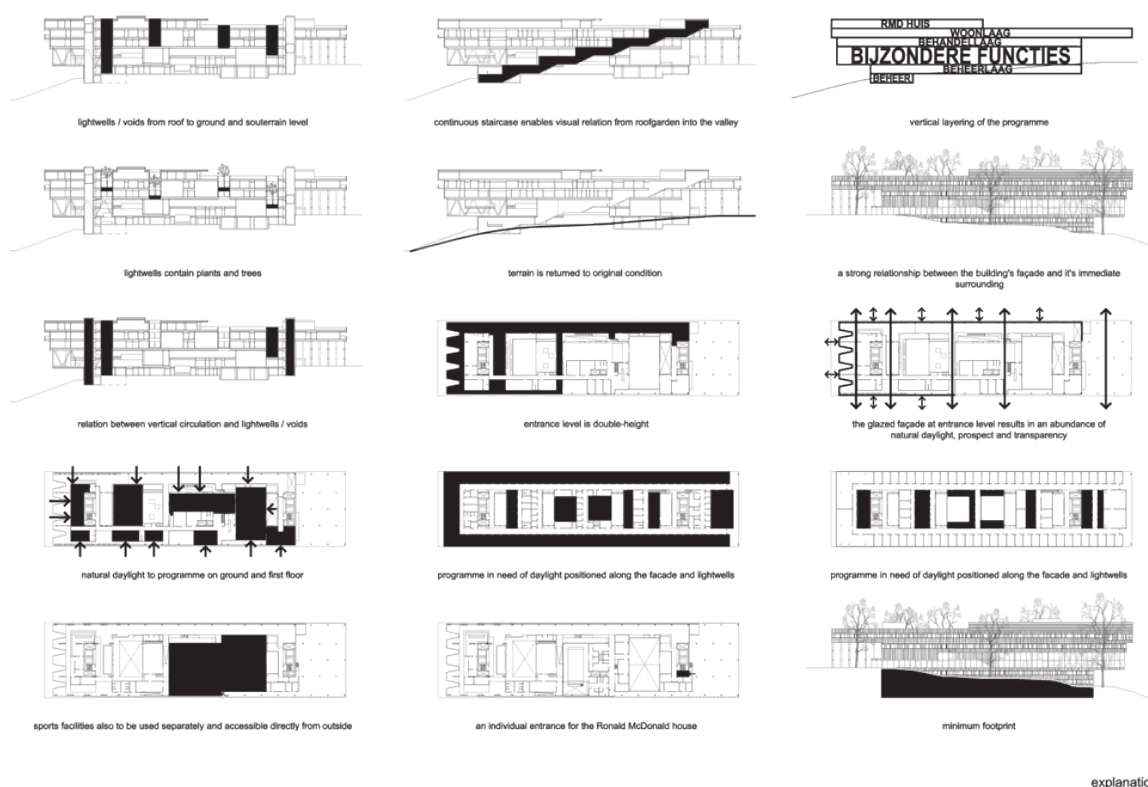 RMD HUIS
WOONLAAG
BEHANDELLAAG
BIJZONDERE FUNCTIES
BEHEERLAAG
BEHEER
lightwells / voids from roof to ground and souterrain level
continuous staircase enables visual relation from roofgarden into the valley
vertical layering of the programme
lightwells contain plants and trees
terrain is returned to original condition
a strong relationship between the building's façade and it's immediate
surrounding
relation between vertical circulation and lightwells / voids
entrance level is double-height
the glazed façade at entrance level results in an abundance of
natural daylight, prospect and transparency
natural daylight to programme on ground and first floor
programme in need of daylight positioned along the facade and lightwells
programme in need of daylight positioned along the facade and lightwells
sports facilities also to be used separately and accessible directly from outside
an individual entrance for the Ronald McDonald house
minimum footprint
explanatio